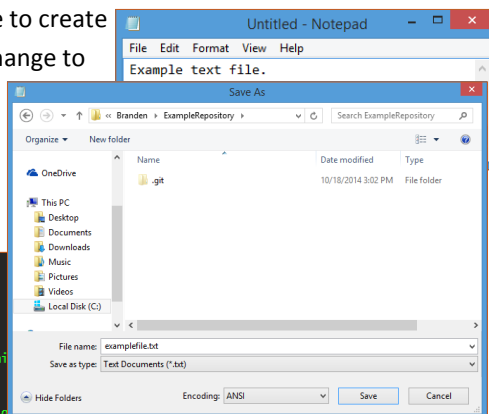 e to create
hange to
Untitled - Notepad
File Edit Format View Help
Example text file.
Save As
« Branden ▸ ExampleRepository ▸
Search ExampleRepository
Organize ▾ New folder
Name Date modified Type
.git 10/18/2014 3:02 PM File folder
OneDrive
This PC
Desktop
Documents
Downloads
Music
Pictures
Videos
Local Disk (C:)
File name: examplefile.txt
Save as type: Text Documents (*.txt)
Hide Folders Encoding: ANSI Save Cancel